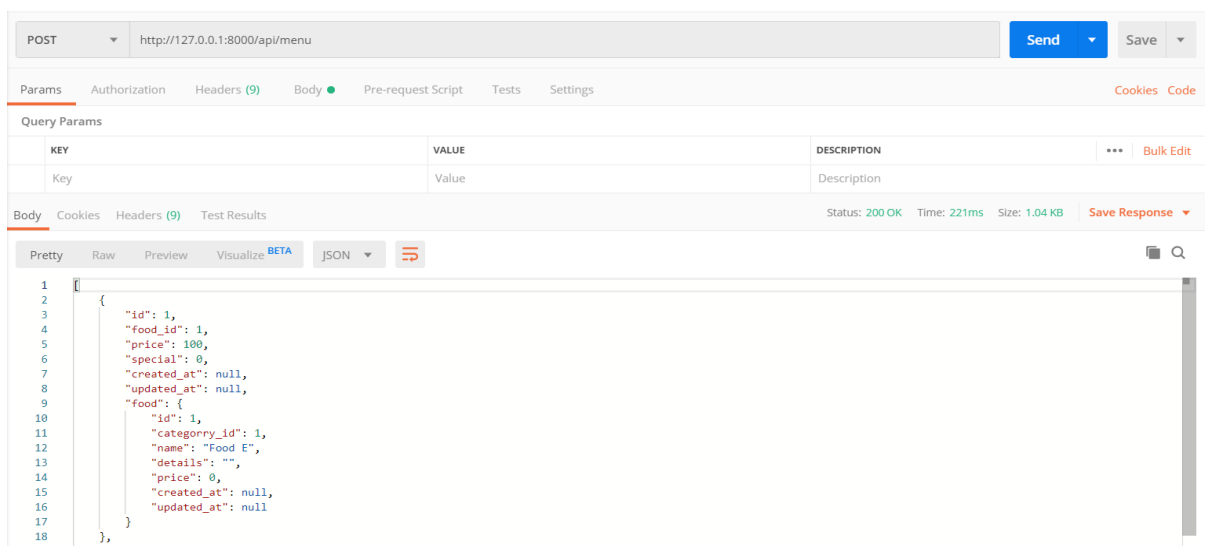 POST http://127.0.0.1:8000/api/menu Send Save
Params Authorization Headers (9) Body Pre-request Script Tests Settings Cookies Code
Query Params
KEY VALUE DESCRIPTION ••• Bulk Edit
Key Value Description
Body Cookies Headers (9) Test Results Status: 200 OK Time: 221ms Size: 1.04 KB Save Response
Pretty Raw Preview Visualize BETA JSON
1 [
2 {
3 "id": 1,
4 "food_id": 1,
5 "price": 100,
6 "special": 0,
7 "created_at": null,
8 "updated_at": null,
9 "food": {
10 "id": 1,
11 "categorry_id": 1,
12 "name": "Food E",
13 "details": "",
14 "price": 0,
15 "created_at": null,
16 "updated_at": null
17 }
18 },